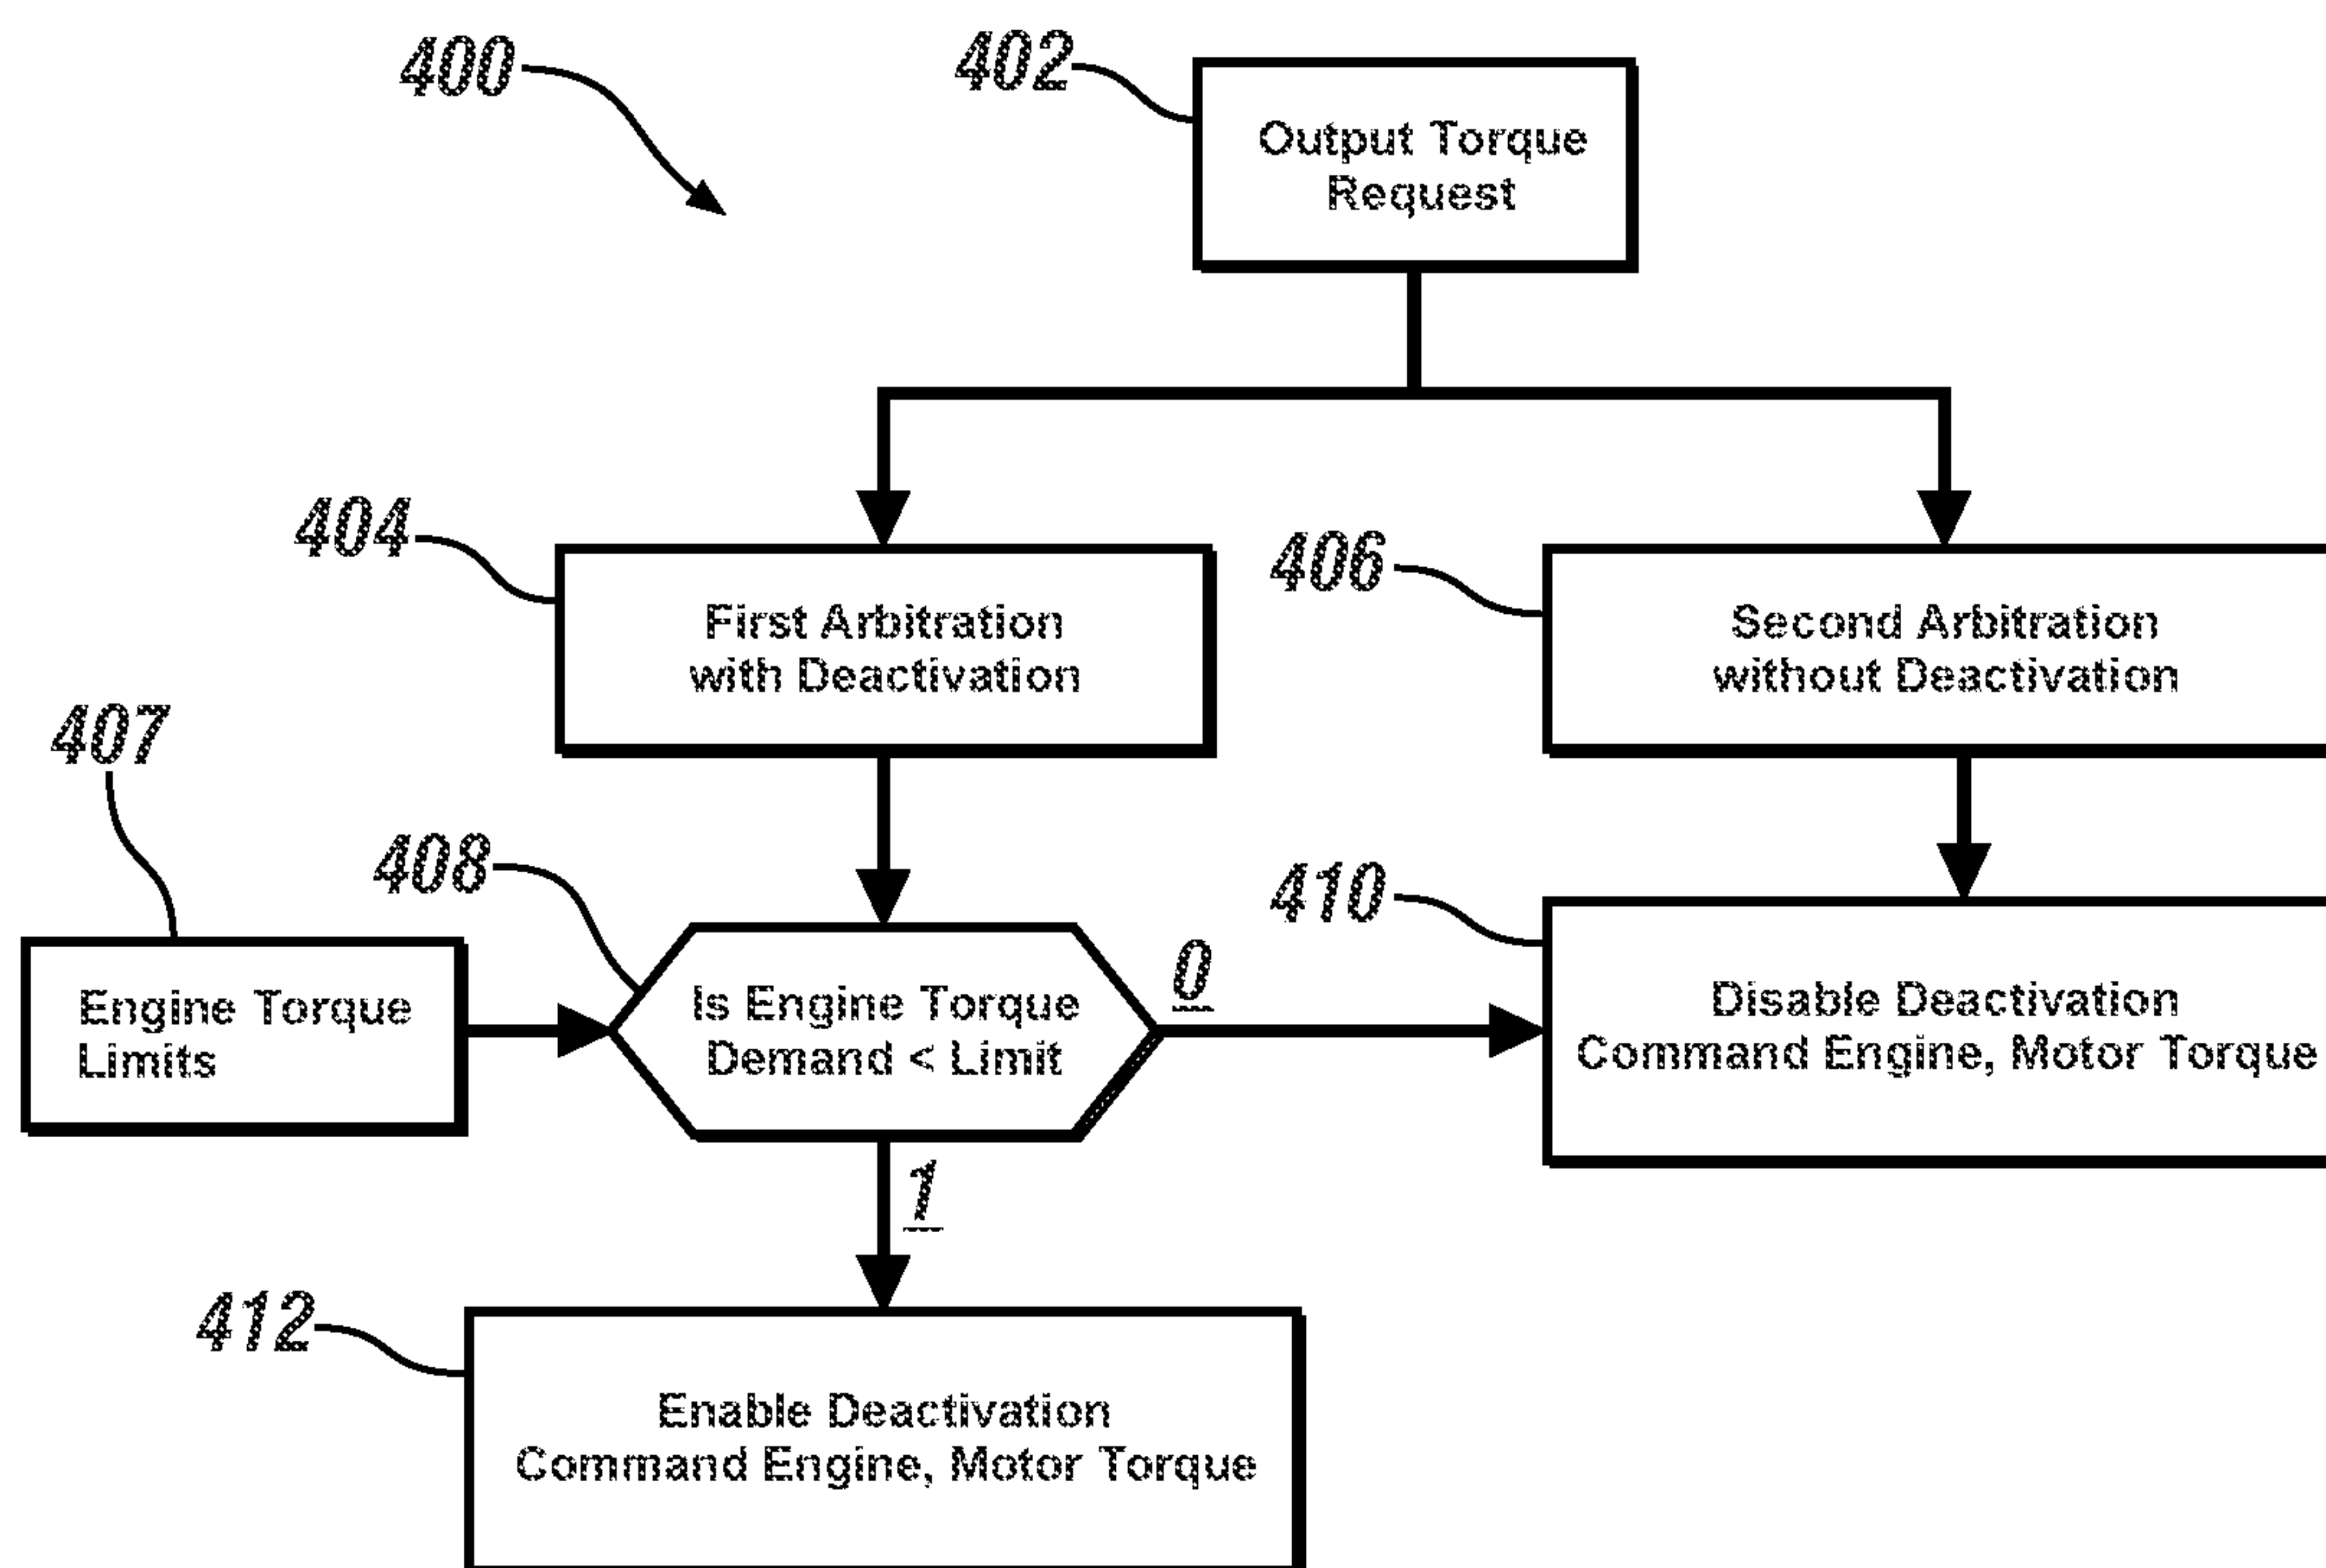 400
402
Output Torque
Request
404
First Arbitration
with Deactivation
406
Second Arbitration
without Deactivation
407
Engine Torque
Limits
408
Is Engine Torque
Demand < Limit
0
1
410
Disable Deactivation
Command Engine, Motor Torque
412
Enable Deactivation
Command Engine, Motor Torque